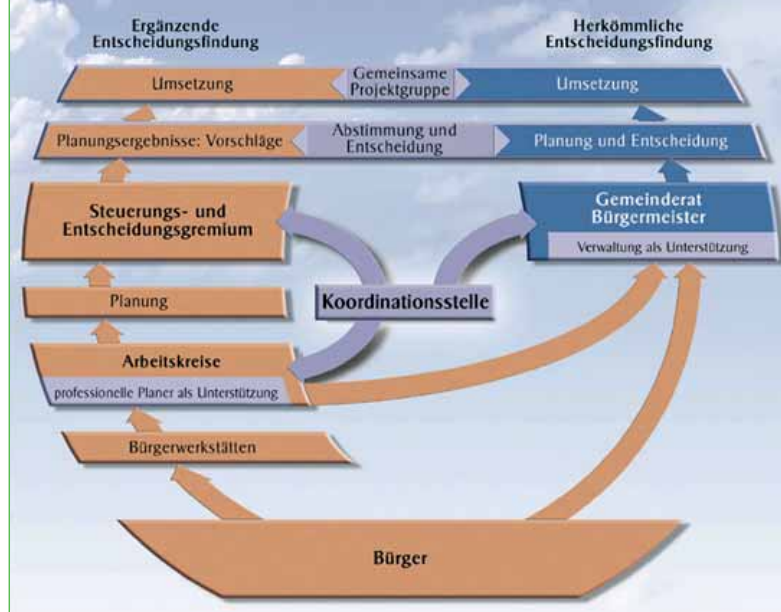 Ergänzende
Entscheidungsfindung
Herkömmliche
Entscheidungsfindung
Umsetzung
Gemeinsame
Projektgruppe
Umsetzung
Planungsergebnisse: Vorschläge
Abstimmung und
Entscheidung
Planung und Entscheidung
Steuerungs- und
Entscheidungsgremium
Gemeinderat
Bürgermeister
Verwaltung als Unterstützung
Koordinationsstelle
Planung
Arbeitskreise
professionelle Planer als Unterstützung
Bürgerwerkstätten
Bürger